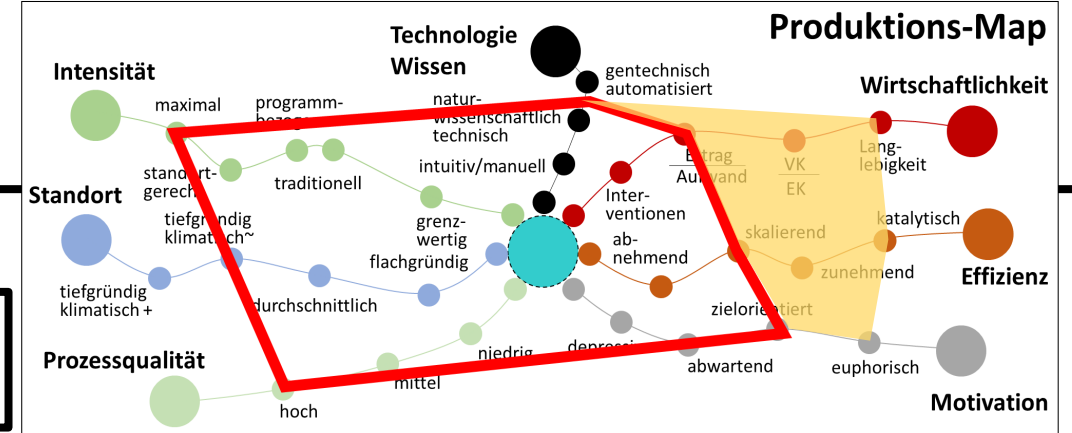 Produktions-Map
Technologie
Wissen
Intensität
Wirtschaftlichkeit
gentechnisch
automatisiert
maximal
programm-
natur-
wissenschaftlich
technisch
intuitiv/manuell
Lang-
lebigkeit
VK
EK
standort-
gerecht
traditionell
Inter-
ventionen
Standort
tiefgründig
klimatisch~
grenz-
wertig
flachgründig
ab-
nehmend
skalierend
katalytisch
zunehmend
Effizienz
tiefgründig
klimatisch +
durchschnittlich
zielorientiert
Prozessqualität
niedrig
mittel
hoch
abwartend
euphorisch
Motivation